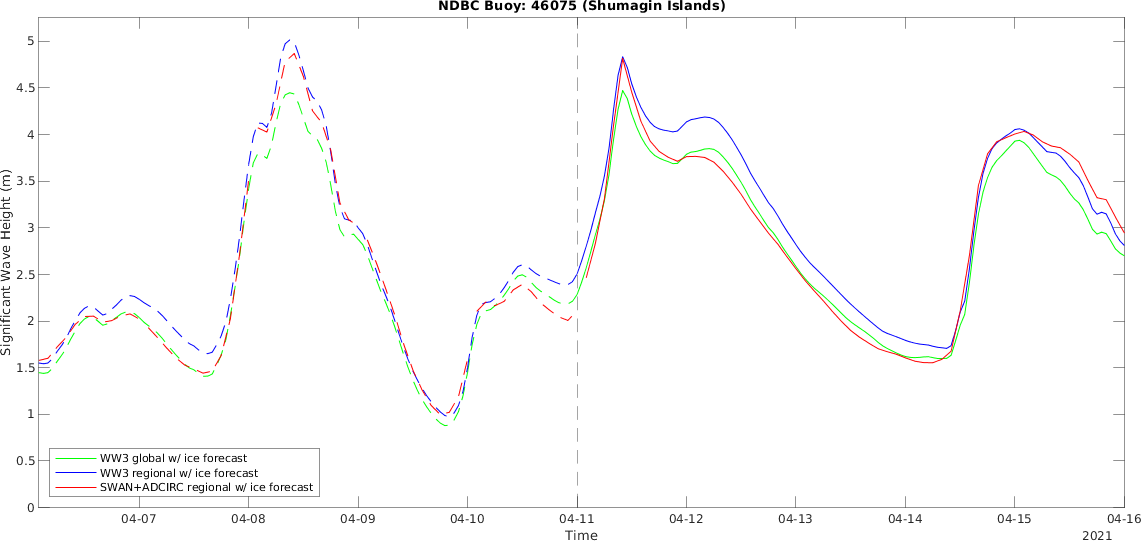 NDBC Buoy: 46075 (Shumagin Islands)
Significant Wave Height (m)
5
4.5
4
3.5
3
2.5
2
1.5
1
0.5
0
WW3 global w/ ice forecast
WW3 regional w/ ice forecast
SWAN+ADCIRC regional w/ ice forecast
04-07 04-08 04-09 04-10 04-11 04-12 04-13 04-14 04-15 04-16
Time
2021